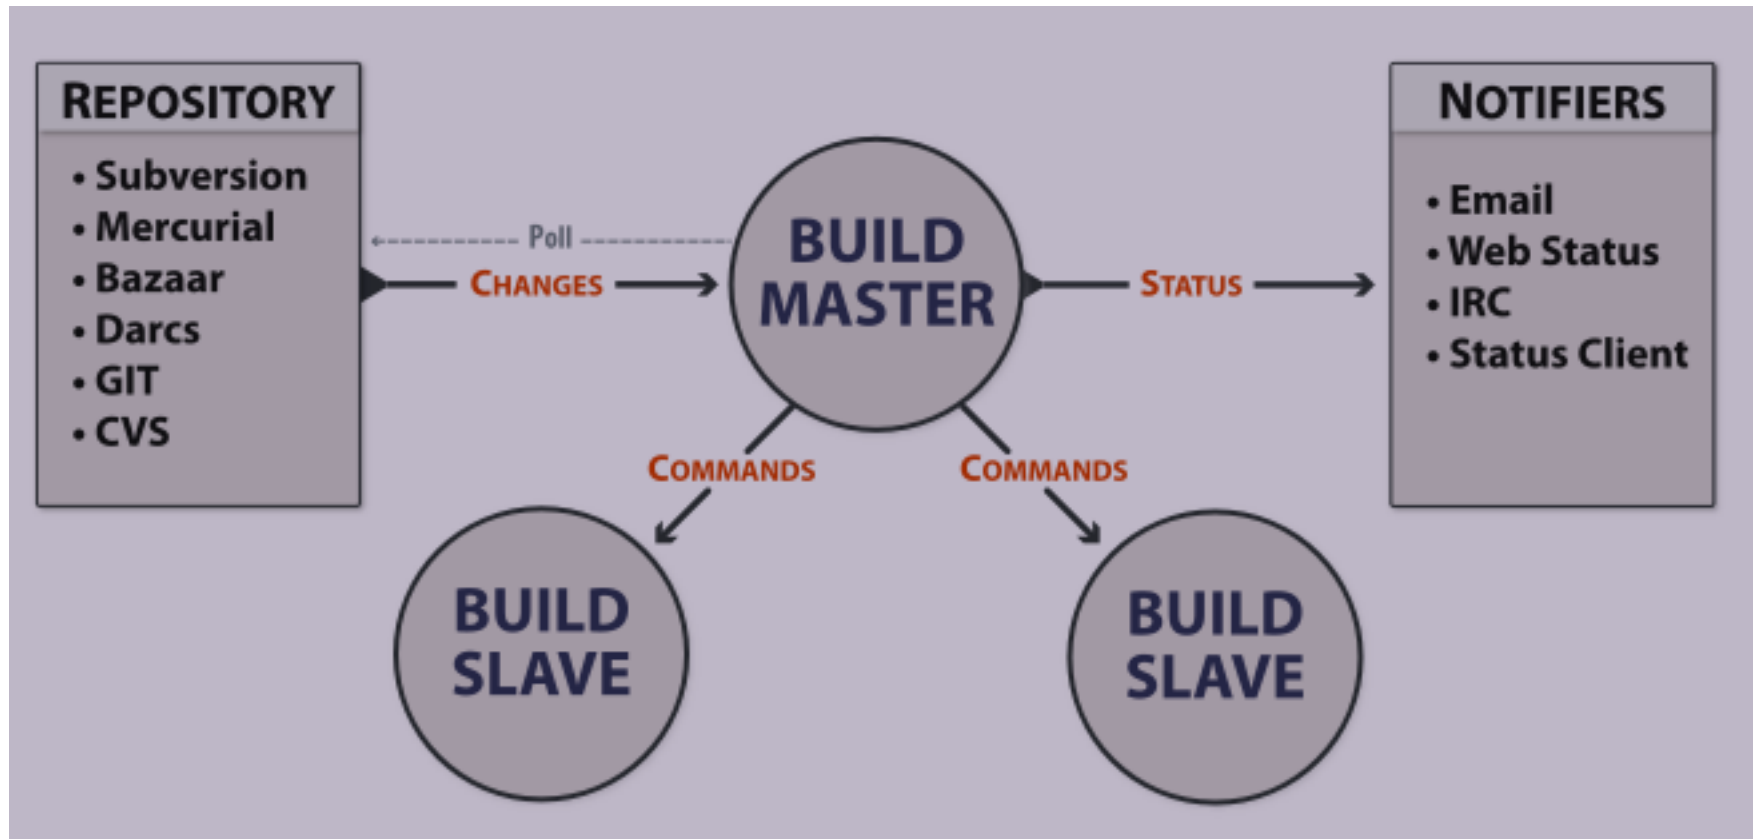 REPOSITORY
• Subversion
• Mercurial
• Bazaar
• Darcs
• GIT
• CVS
Poll
CHANGES
BUILD
MASTER
STATUS
NOTIFIERS
• Email
• Web Status
• IRC
• Status Client
COMMANDS
COMMANDS
BUILD
SLAVE
BUILD
SLAVE